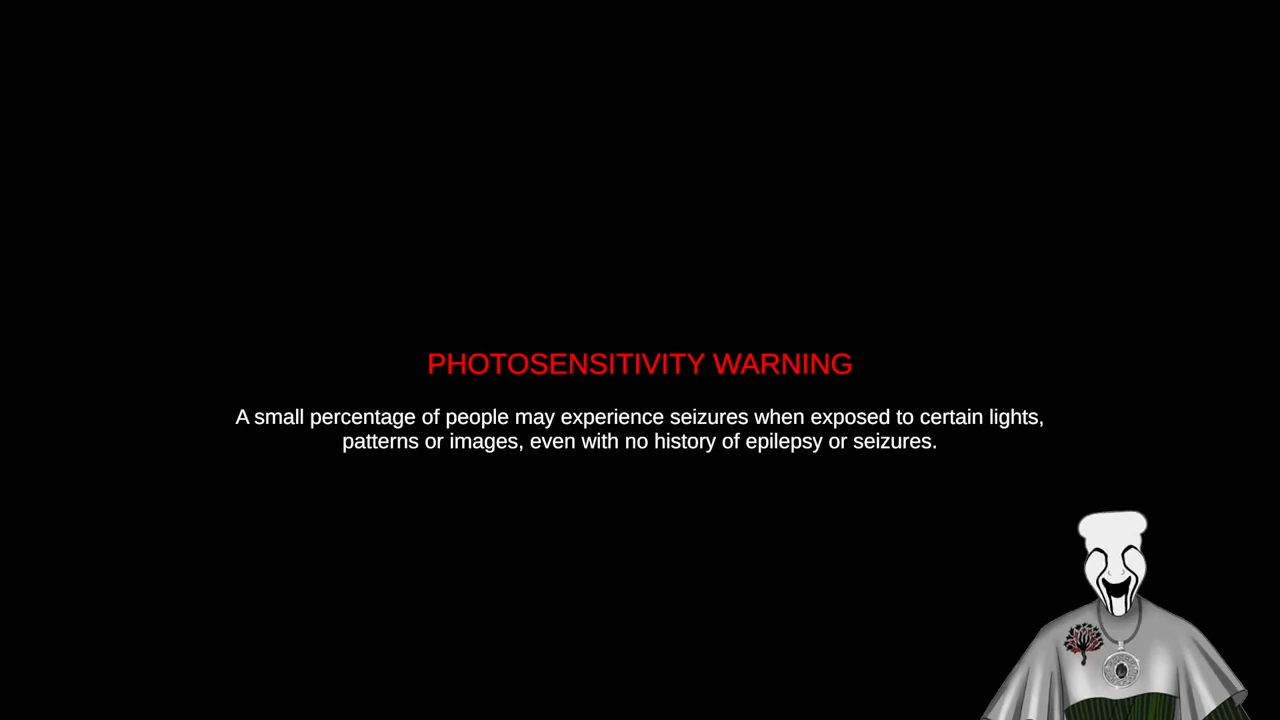 PHOTOSENSITIVITY WARNING
A small percentage of people may experience seizures when exposed to certain lights,
patterns or images, even with no history of epilepsy or seizures.